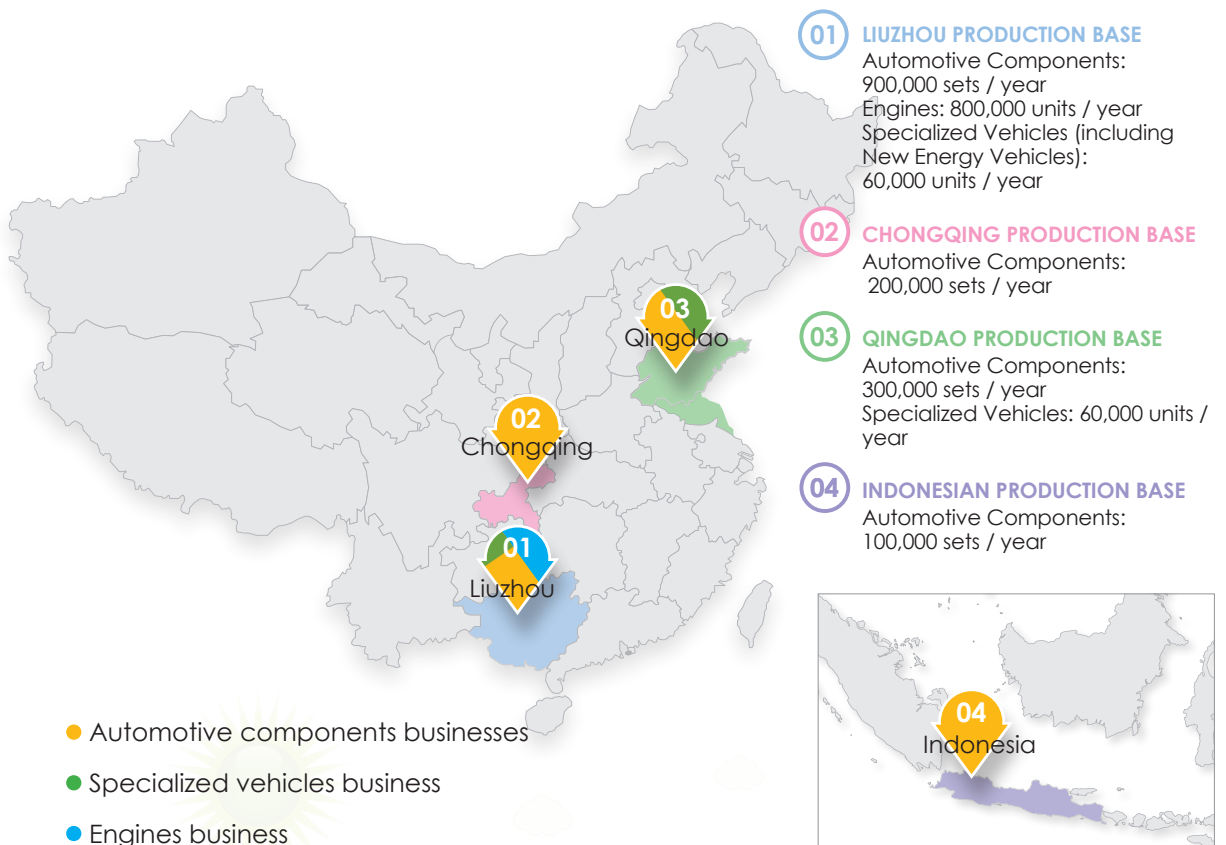 01 LIUZHOU PRODUCTION BASE
Automotive Components:
900,000 sets / year
Engines: 800,000 units / year
Specialized Vehicles (including
New Energy Vehicles):
60,000 units / year
02 CHONGQING PRODUCTION BASE
Automotive Components:
200,000 sets / year
03 QINGDAO PRODUCTION BASE
Automotive Components:
300,000 sets / year
Specialized Vehicles: 60,000 units /
year
04 INDONESIAN PRODUCTION BASE
Automotive Components:
100,000 sets / year
03
Qingdao
02
Chongqing
01
Liuzhou
04
Indonesia
Automotive components businesses
Specialized vehicles business
Engines business